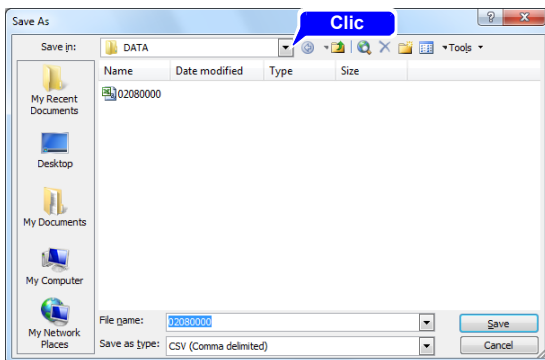 Save As
Clic
Save in: DATA Tools
Name Date modified Type Size
02080000
My Recent
Documents
Desktop
My Documents
My Computer
My Network
Places
File name: 02080000 Save
Save as type: CSV (Comma delimited) Cancel